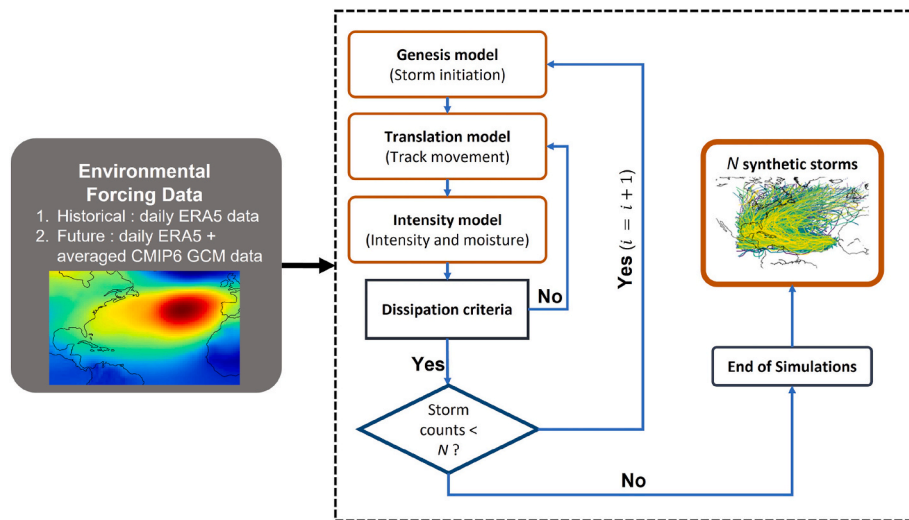 Environmental
Forcing Data
1. Historical : daily ERA5 data
2. Future : daily ERA5 +
averaged CMIP6 GCM data
Genesis model
(Storm initiation)
Translation model
(Track movement)
Intensity model
(Intensity and moisture)
Dissipation criteria
No
Yes
Storm
counts <
N ?
Yes (i = i + 1)
No
End of Simulations
N synthetic storms